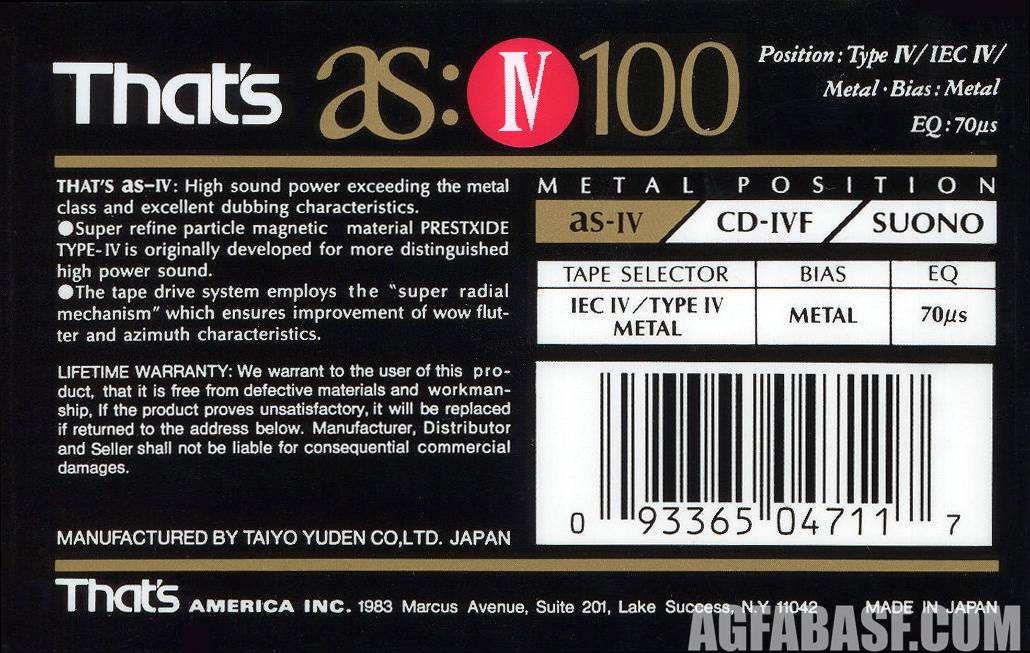 That's as:IV100
Position: Type IV/IEC IV/
Metal·Bias: Metal
EQ: 70μs
THAT'S as–IV: High sound power exceeding the metal
class and excellent dubbing characteristics.
●Super refine particle magnetic material PRESTXIDE
TYPE-IV is originally developed for more distinguished
high power sound.
●The tape drive system employs the "super radial
mechanism" which ensures improvement of wow flut-
ter and azimuth characteristics.
LIFETIME WARRANTY: We warrant to the user of this pro-
duct, that it is free from defective materials and workman-
ship, If the product proves unsatisfactory, it will be replaced
if returned to the address below. Manufacturer, Distributor
and Seller shall not be liable for consequential commercial
damages.
MANUFACTURED BY TAIYO YUDEN CO,LTD. JAPAN
METAL POSITION
as-IV CD-IVF SUONO
TAPE SELECTOR BIAS EQ
IEC IV/TYPE IV
METAL METAL 70μs
0 93365 04711 7
That's AMERICA INC. 1983 Marcus Avenue, Suite 201, Lake Success, N.Y 11042 MADE IN JAPAN
AGFABASF.COM